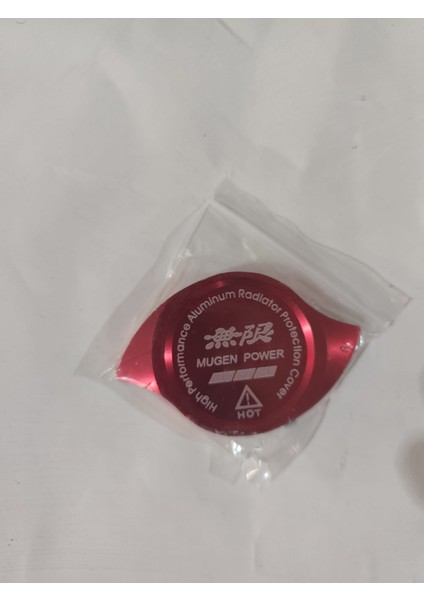 High Performance Aluminum Radiator Protection Cover
無限
MUGEN POWER
HOT